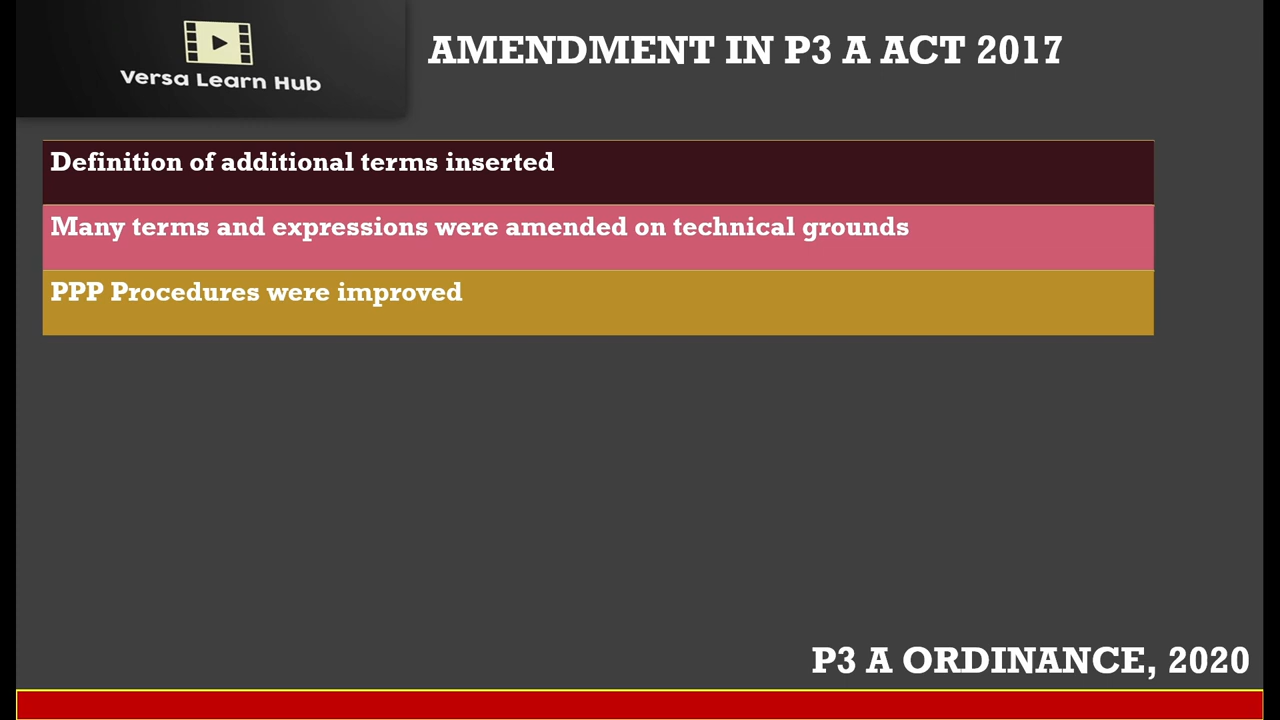 Versa Learn Hub
AMENDMENT IN P3 A ACT 2017
Definition of additional terms inserted
Many terms and expressions were amended on technical grounds
PPP Procedures were improved
P3 A ORDINANCE, 2020